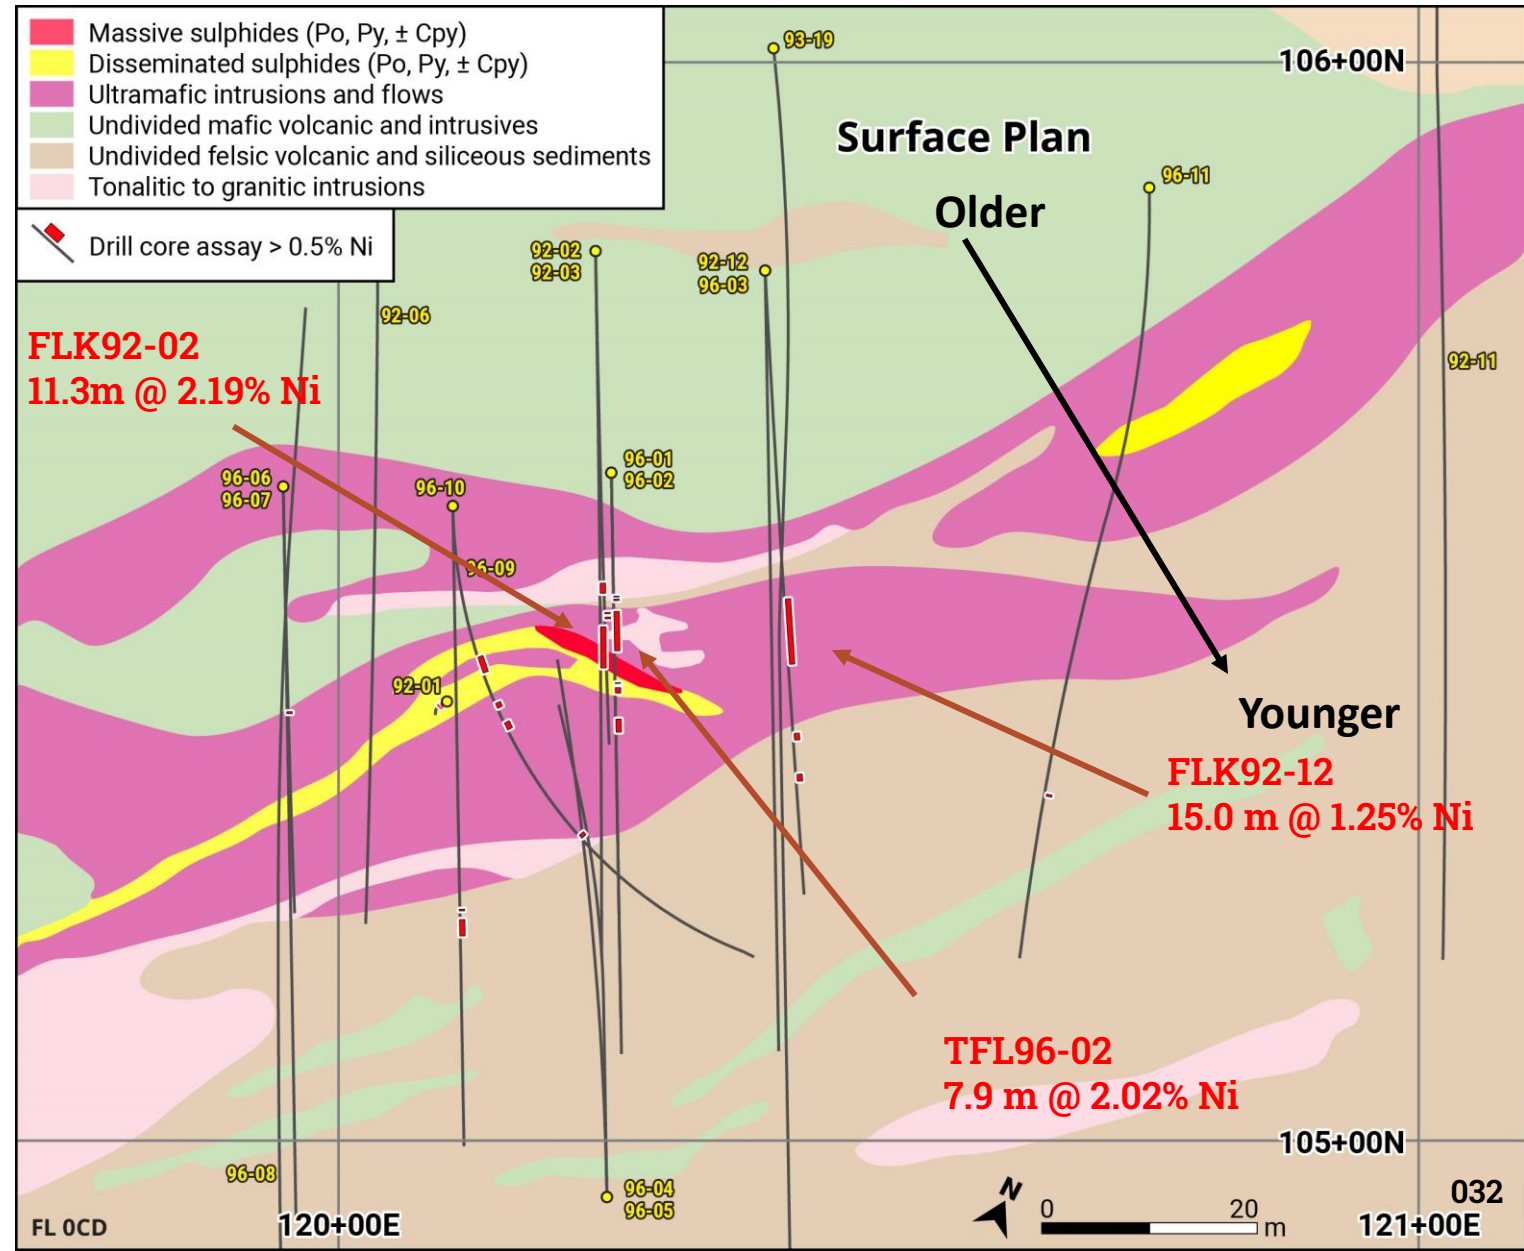 Massive sulphides (Po, Py, ± Cpy)
Disseminated sulphides (Po, Py, ± Cpy)
Ultramafic intrusions and flows
Undivided mafic volcanic and intrusives
Undivided felsic volcanic and siliceous sediments
Tonalitic to granitic intrusions
Drill core assay > 0.5% Ni
93-19
106+00N
Surface Plan
96-11
Older
92-02
92-03
92-12
96-03
92-06
FLK92-02
11.3m @ 2.19% Ni
92-11
96-01
96-02
96-06
96-07
96-10
96-09
92-01
Younger
FLK92-12
15.0 m @ 1.25% Ni
TFL96-02
7.9 m @ 2.02% Ni
105+00N
96-08
96-04
96-05
N
0 20
m
032
FL 0CD
120+00E
121+00E